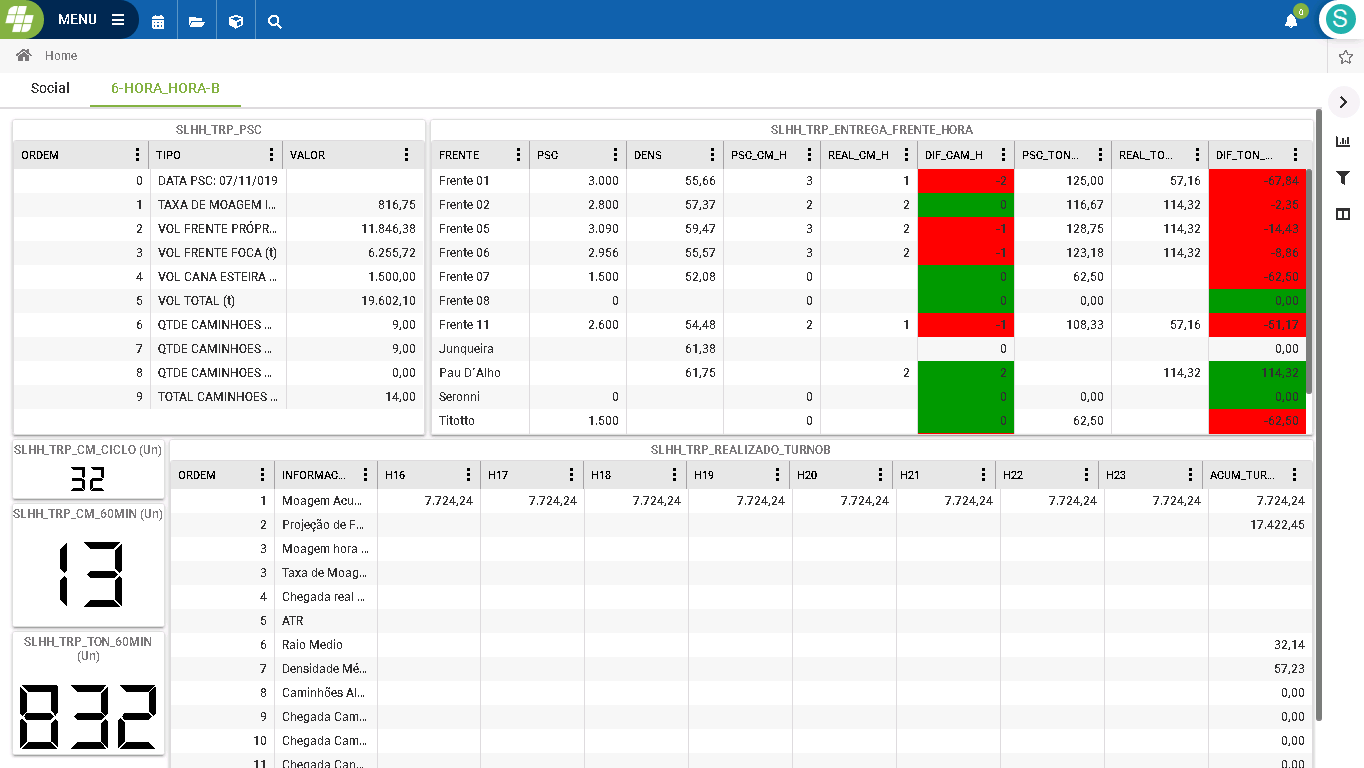 MENU
0
S
Home
Social 6-HORA_HORA-B
SLHH_TRP_PSC
ORDEM TIPO VALOR
0 DATA PSC: 07/11/019
1 TAXA DE MOAGEM I... 816,75
2 VOL FRENTE PRÓPR... 11.846,38
3 VOL FRENTE FOCA (t) 6.255,72
4 VOL CANA ESTEIRA ... 1.500,00
5 VOL TOTAL (t) 19.602,10
6 QTDE CAMINHOES ... 9,00
7 QTDE CAMINHOES ... 9,00
8 QTDE CAMINHOES ... 0,00
9 TOTAL CAMINHOES ... 14,00
SLHH_TRP_ENTREGA_FRENTE_HORA
FRENTE PSC DENS PSC_CM_H REAL_CM_H DIF_CAM_H PSC_TON... REAL_TO... DIF_TON_...
Frente 01 3.000 55,66 3 1 -2 125,00 57,16 -67,84
Frente 02 2.800 57,37 2 2 0 116,67 114,32 -2,35
Frente 05 3.090 59,47 3 2 -1 128,75 114,32 -14,43
Frente 06 2.956 55,57 3 2 -1 123,18 114,32 -8,86
Frente 07 1.500 52,08 0 0 62,50 -62,50
Frente 08 0 0 0 0,00 0,00
Frente 11 2.600 54,48 2 1 -1 108,33 57,16 -51,17
Junqueira 61,38 0 0,00
Pau D´Alho 61,75 2 2 114,32 114,32
Seronni 0 0 0 0,00 0,00
Titotto 1.500 0 0 62,50 -62,50
SLHH_TRP_CM_CICLO (Un)
32
SLHH_TRP_CM_60MIN (Un)
13
SLHH_TRP_TON_60MIN
(Un)
832
SLHH_TRP_REALIZADO_TURNOB
ORDEM INFORMAC... H16 H17 H18 H19 H20 H21 H22 H23 ACUM_TUR...
1 Moagem Acu... 7.724,24 7.724,24 7.724,24 7.724,24 7.724,24 7.724,24 7.724,24 7.724,24 7.724,24
2 Projeção de F... 17.422,45
3 Moagem hora ...
3 Taxa de Moag...
4 Chegada real ...
5 ATR
6 Raio Medio 32,14
7 Densidade Mé... 57,23
8 Caminhões Al... 0,00
9 Chegada Cam... 0,00
10 Chegada Cam... 0,00
11 Chegada Can... 0,00